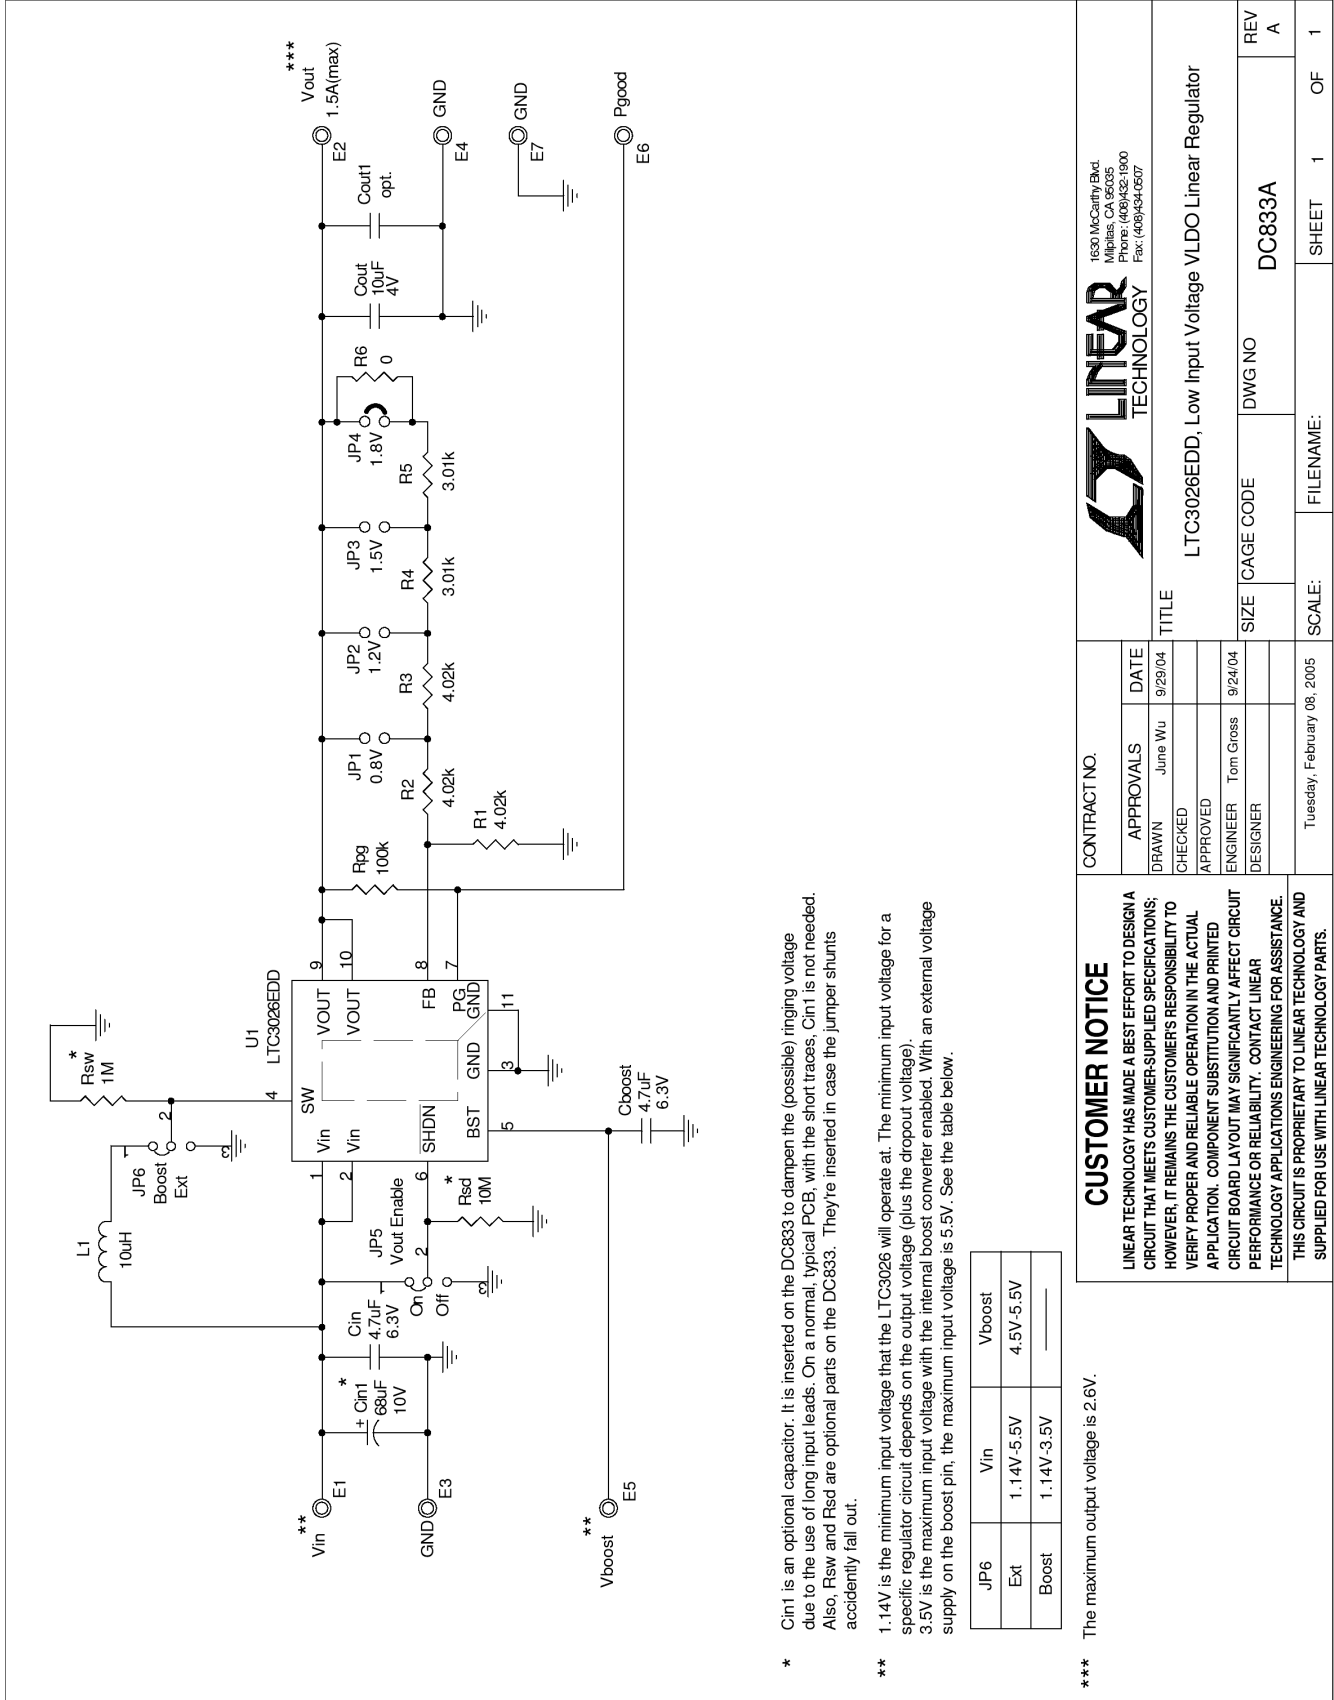 Rsw
*
1M
L1
10uH
JP6
Boost
Ext
1
2
3
4
U1
LTC3026EDD
SW
Vin
Vin
1
2
VOUT
VOUT
9
10
SHDN
6
FB
8
PG
7
BST
5
GND
3
GND
11
**
Vin
E1
GND
E3
**
Vboost
E5
*
+
Cin1
68uF
10V
Cin
4.7uF
6.3V
JP5
Vout Enable
On
Off
1
2
3
*
Rsd
10M
Cboost
4.7uF
6.3V
Rpg
100k
R1
4.02k
R2
4.02k
JP1
0.8V
R3
4.02k
JP2
1.2V
R4
3.01k
JP3
1.5V
R5
3.01k
JP4
1.8V
R6
0
Cout
10uF
4V
Cout1
opt.
***
Vout
1.5A(max)
E2
GND
E4
GND
E7
Pgood
E6
* Cin1 is an optional capacitor. It is inserted on the DC833 to dampen the (possible) ringing voltage
due to the use of long input leads. On a normal, typical PCB, with the short traces, Cin1 is not needed.
Also, Rsw and Rsd are optional parts on the DC833. They're inserted in case the jumper shunts
accidently fall out.
** 1.14V is the minimum input voltage that the LTC3026 will operate at. The minimum input voltage for a
specific regulator circuit depends on the output voltage (plus the dropout voltage).
3.5V is the maximum input voltage with the internal boost converter enabled. With an external voltage
supply on the boost pin, the maximum input voltage is 5.5V. See the table below.
JP6 Vin Vboost
Ext 1.14V-5.5V 4.5V-5.5V
Boost 1.14V-3.5V
*** The maximum output voltage is 2.6V.
CUSTOMER NOTICE
LINEAR TECHNOLOGY HAS MADE A BEST EFFORT TO DESIGN A
CIRCUIT THAT MEETS CUSTOMER-SUPPLIED SPECIFICATIONS;
HOWEVER, IT REMAINS THE CUSTOMER'S RESPONSIBILITY TO
VERIFY PROPER AND RELIABLE OPERATION IN THE ACTUAL
APPLICATION. COMPONENT SUBSTITUTION AND PRINTED
CIRCUIT BOARD LAYOUT MAY SIGNIFICANTLY AFFECT CIRCUIT
PERFORMANCE OR RELIABILITY. CONTACT LINEAR
TECHNOLOGY APPLICATIONS ENGINEERING FOR ASSISTANCE.
THIS CIRCUIT IS PROPRIETARY TO LINEAR TECHNOLOGY AND
SUPPLIED FOR USE WITH LINEAR TECHNOLOGY PARTS.
CONTRACT NO.
APPROVALS DATE
DRAWN June Wu 9/29/04
CHECKED
APPROVED
ENGINEER Tom Gross 9/24/04
DESIGNER
Tuesday, February 08, 2005
LINEAR
TECHNOLOGY
1630 McCarthy Blvd.
Milpitas, CA 95035
Phone: (408)432-1900
Fax: (408)434-0507
TITLE
LTC3026EDD, Low Input Voltage VLDO Linear Regulator
SIZE
CAGE CODE
DWG NO
DC833A
REV
A
SCALE:
FILENAME:
SHEET 1 OF 1